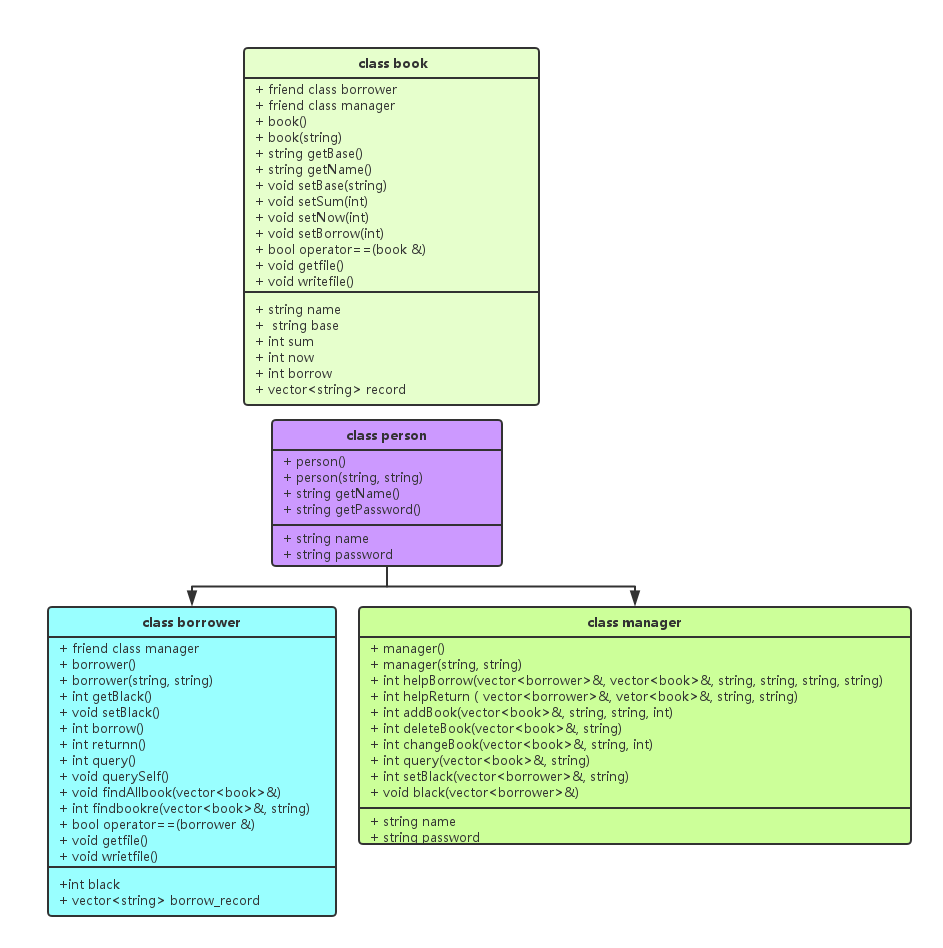 class book
+ friend class borrower
+ friend class manager
+ book()
+ book(string)
+ string getBase()
+ string getName()
+ void setBase(string)
+ void setSum(int)
+ void setNow(int)
+ void setBorrow(int)
+ bool operator==(book &)
+ void getfile()
+ void writefile()
+ string name
+  string base
+ int sum
+ int now
+ int borrow
+ vector<string> record
class person
+ person()
+ person(string, string)
+ string getName()
+ string getPassword()
+ string name
+ string password
class borrower
+ friend class manager
+ borrower()
+ borrower(string, string)
+ int getBlack()
+ void setBlack()
+ int borrow()
+ int returnn()
+ int query()
+ void querySelf()
+ void findAllbook(vector<book>&)
+ int findbookre(vector<book>&, string)
+ bool operator==(borrower &)
+ void getfile()
+ void wrietfile()
+int black
+ vector<string> borrow_record
class manager
+ manager()
+ manager(string, string)
+ int helpBorrow(vector<borrower>&, vector<book>&, string, string, string, string)
+ int helpReturn ( vector<borrower>&, vetor<book>&, string, string)
+ int addBook(vector<book>&, string, string, int)
+ int deleteBook(vector<book>&, string)
+ int changeBook(vector<book>&, string, int)
+ int query(vector<book>&, string)
+ int setBlack(vector<borrower>&, string)
+ void black(vector<borrower>&)
+ string name
+ string password